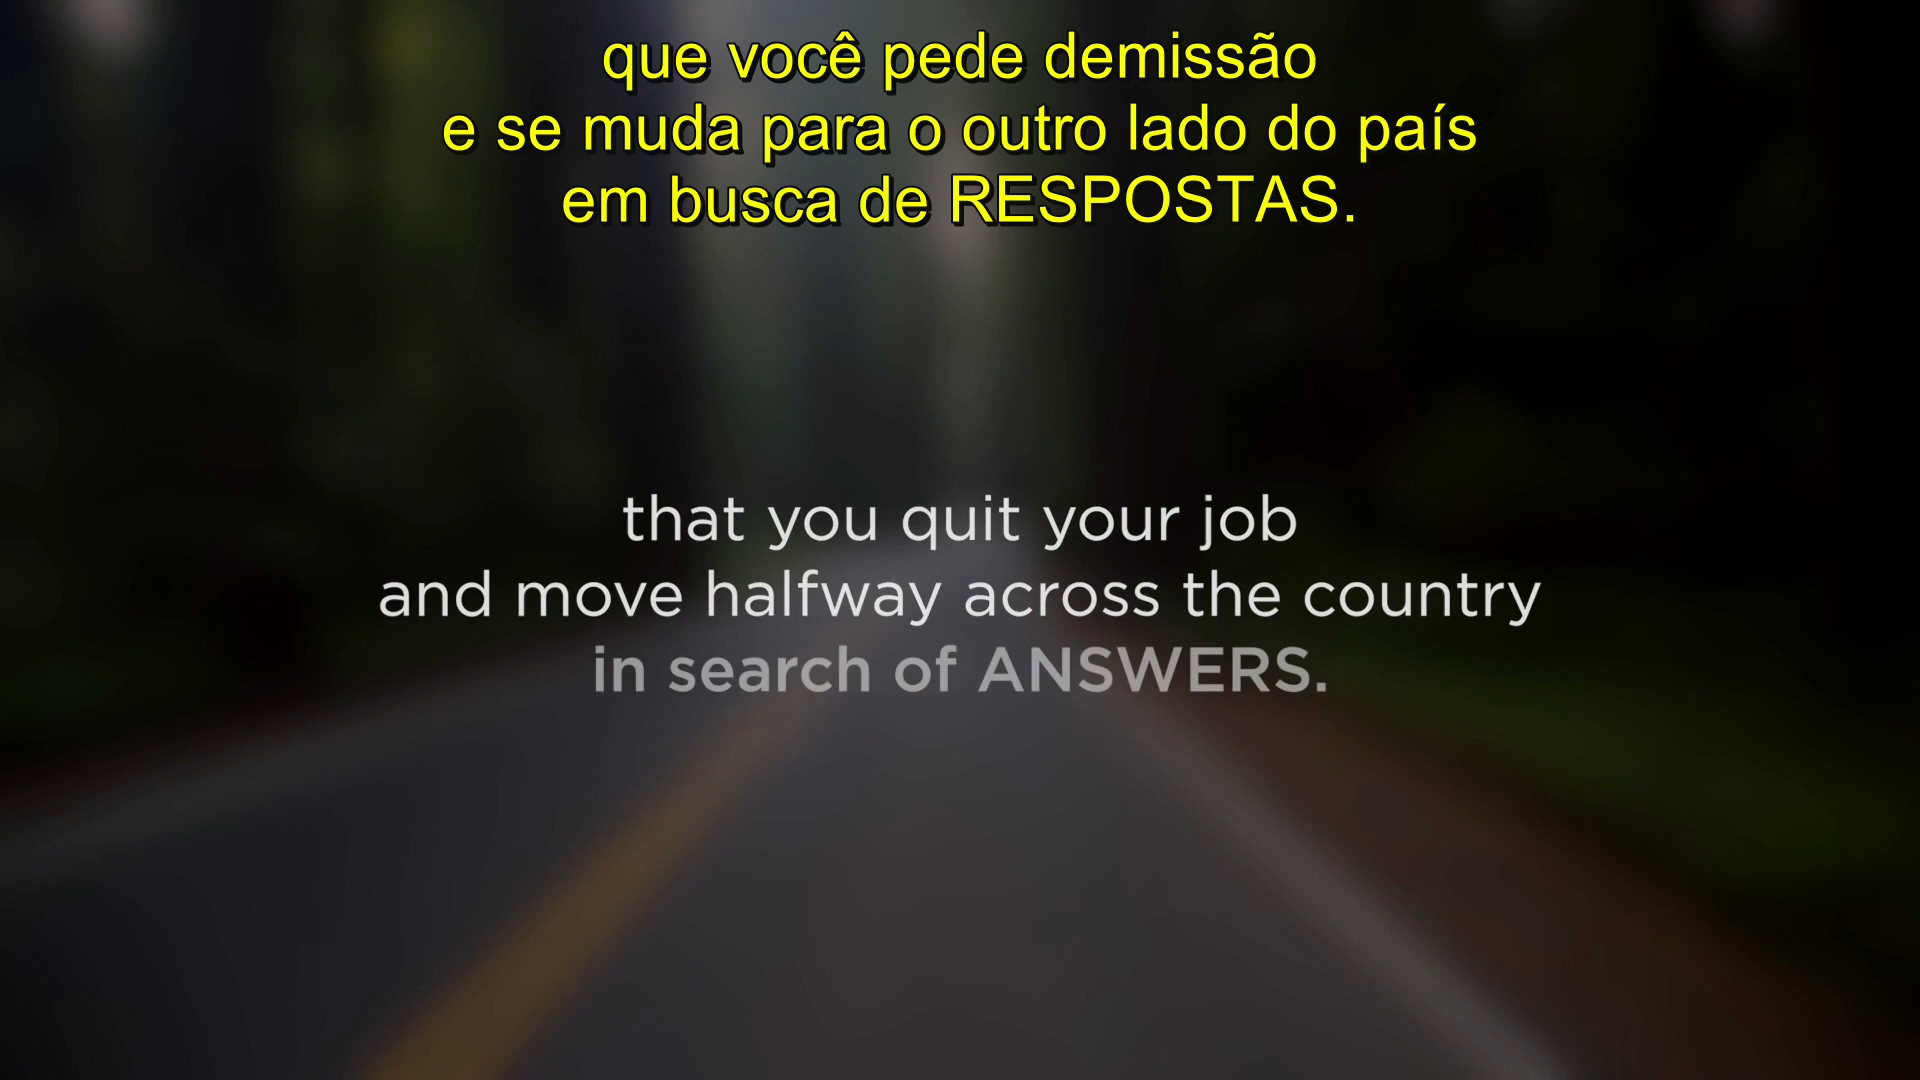 que você pede demissão
e se muda para o outro lado do país
em busca de RESPOSTAS.
that you quit your job
and move halfway across the country
in search of ANSWERS.